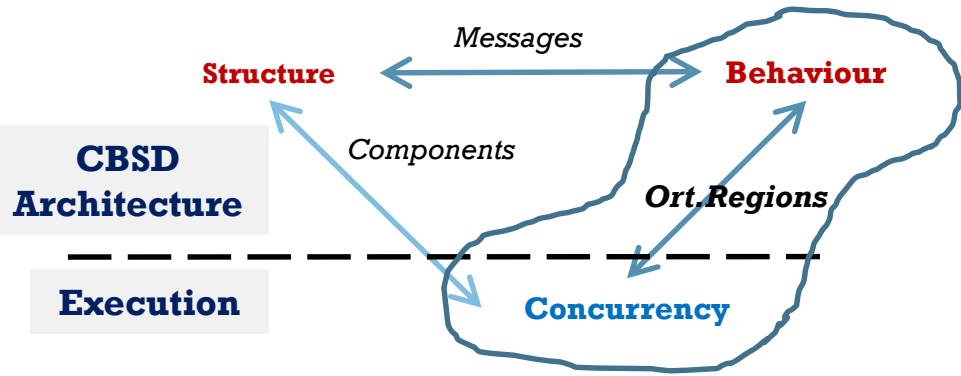 Messages
Structure
Behaviour
CBSD
Architecture
Components
Ort.Regions
Execution
Concurrency